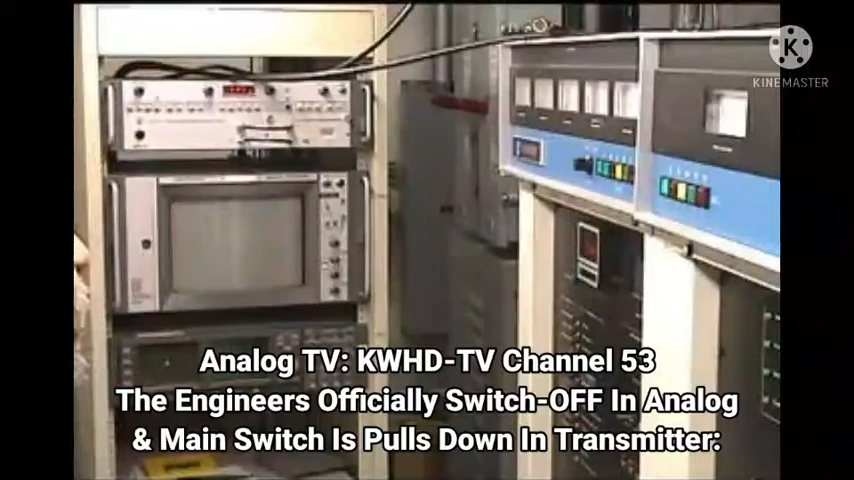 K
KINEMASTER
Analog TV: KWHD-TV Channel 53
The Engineers Officially Switch-OFF In Analog
& Main Switch Is Pulls Down In Transmitter: